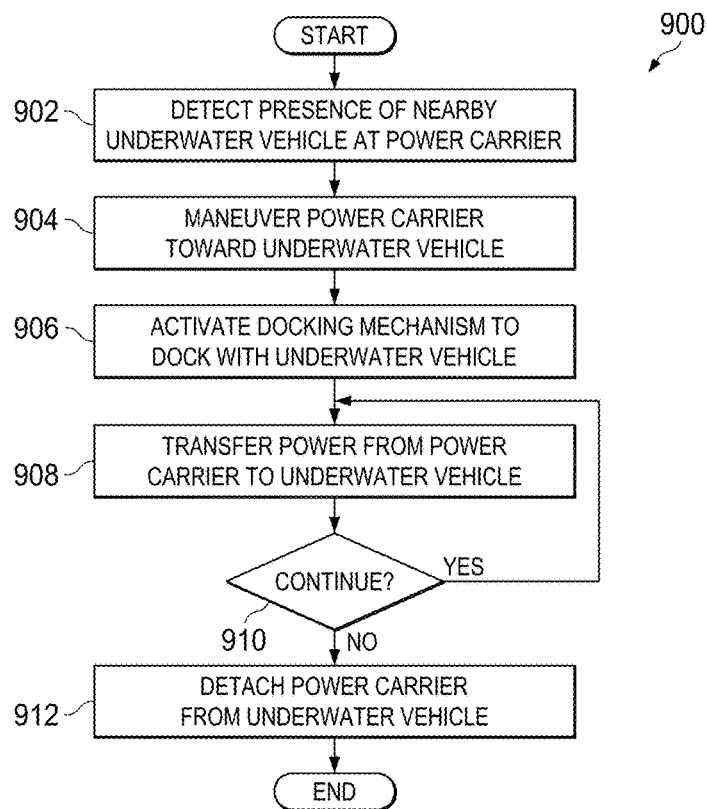 START
900
902
DETECT PRESENCE OF NEARBY
UNDERWATER VEHICLE AT POWER CARRIER
904
MANEUVER POWER CARRIER
TOWARD UNDERWATER VEHICLE
906
ACTIVATE DOCKING MECHANISM TO
DOCK WITH UNDERWATER VEHICLE
908
TRANSFER POWER FROM POWER
CARRIER TO UNDERWATER VEHICLE
CONTINUE?
YES
910
NO
912
DETACH POWER CARRIER
FROM UNDERWATER VEHICLE
END